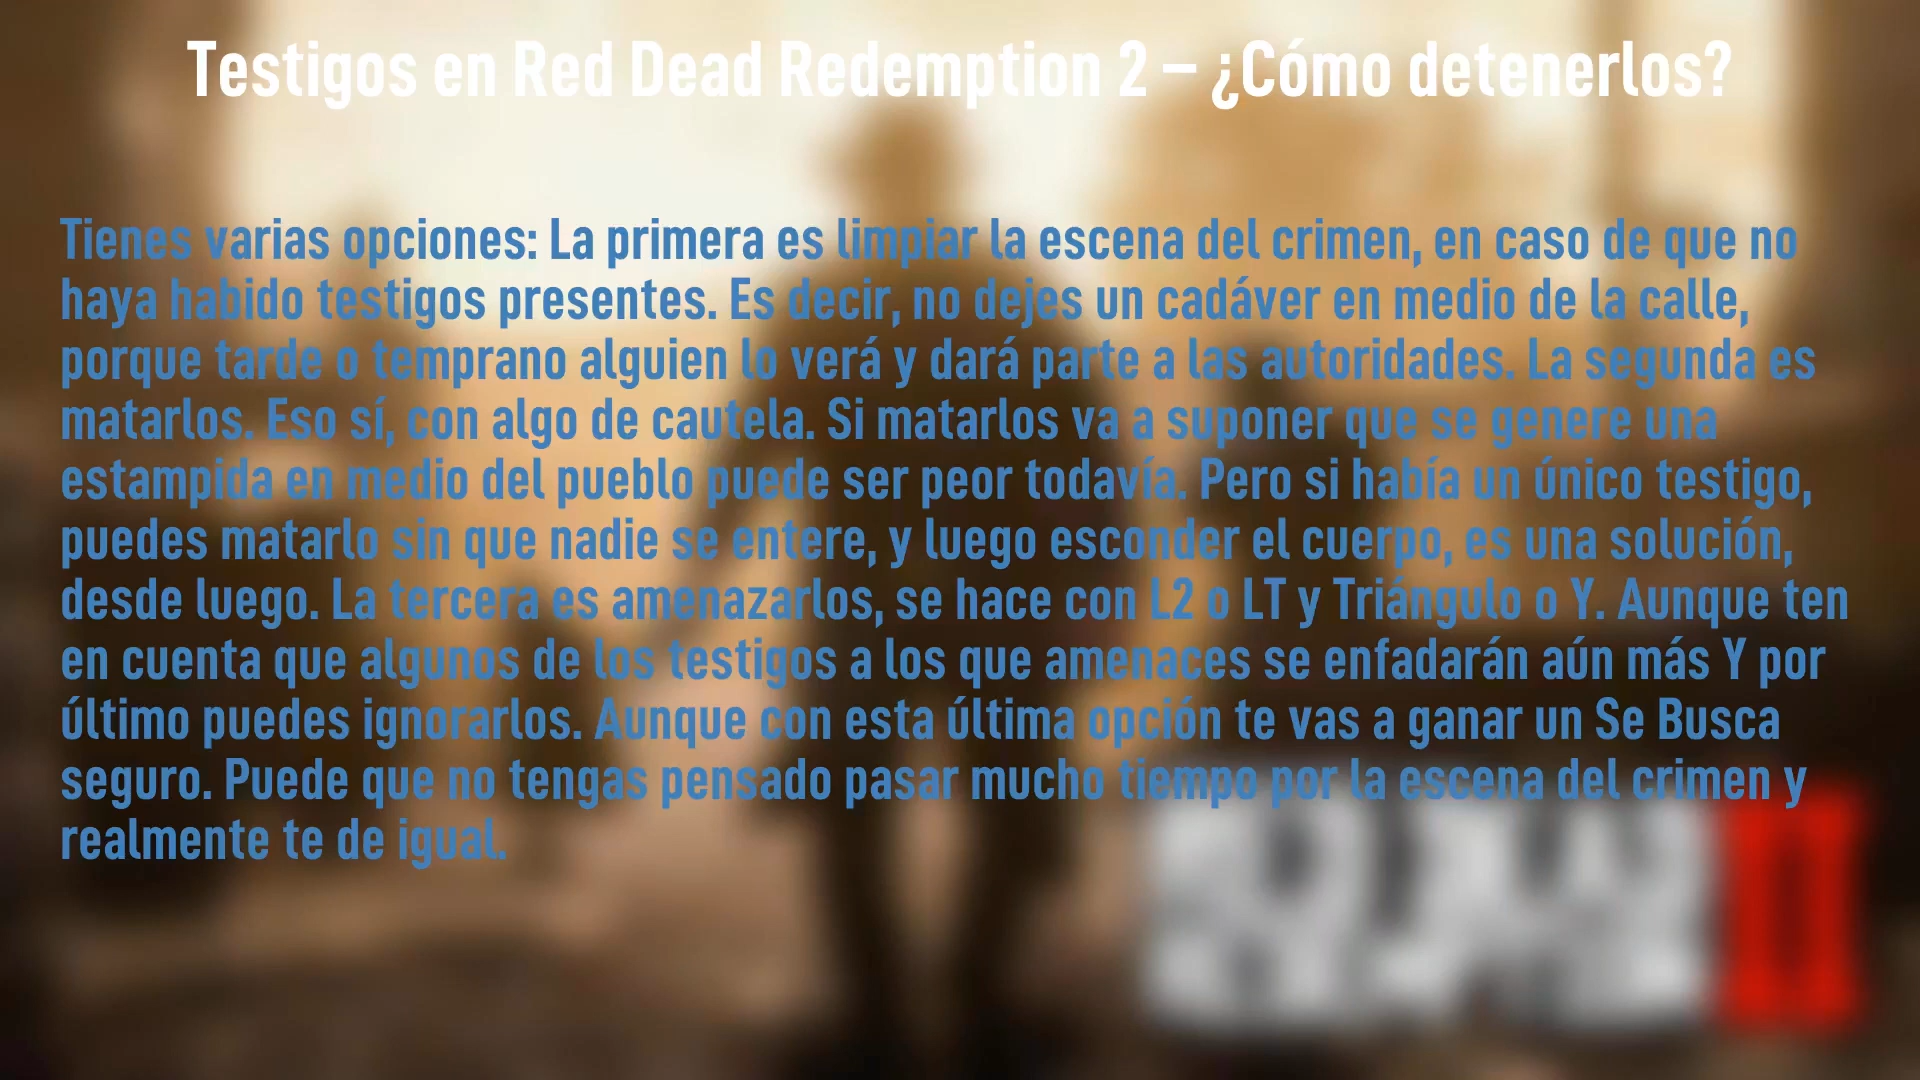 Testigos en Red Dead Redemption 2 – ¿Cómo detenerlos?
Tienes varias opciones: La primera es limpiar la escena del crimen, en caso de que no
haya habido testigos presentes. Es decir, no dejes un cadáver en medio de la calle,
porque tarde o temprano alguien lo verá y dará parte a las autoridades. La segunda es
matarlos. Eso sí, con algo de cautela. Si matarlos va a suponer que se genere una
estampida en medio del pueblo puede ser peor todavía. Pero si había un único testigo,
puedes matarlo sin que nadie se entere, y luego esconder el cuerpo, es una solución,
desde luego. La tercera es amenazarlos, se hace con L2 o LT y Triángulo o Y. Aunque ten
en cuenta que algunos de los testigos a los que amenaces se enfadarán aún más Y por
último puedes ignorarlos. Aunque con esta última opción te vas a ganar un Se Busca
seguro. Puede que no tengas pensado pasar mucho tiempo por la escena del crimen y
realmente te de igual.